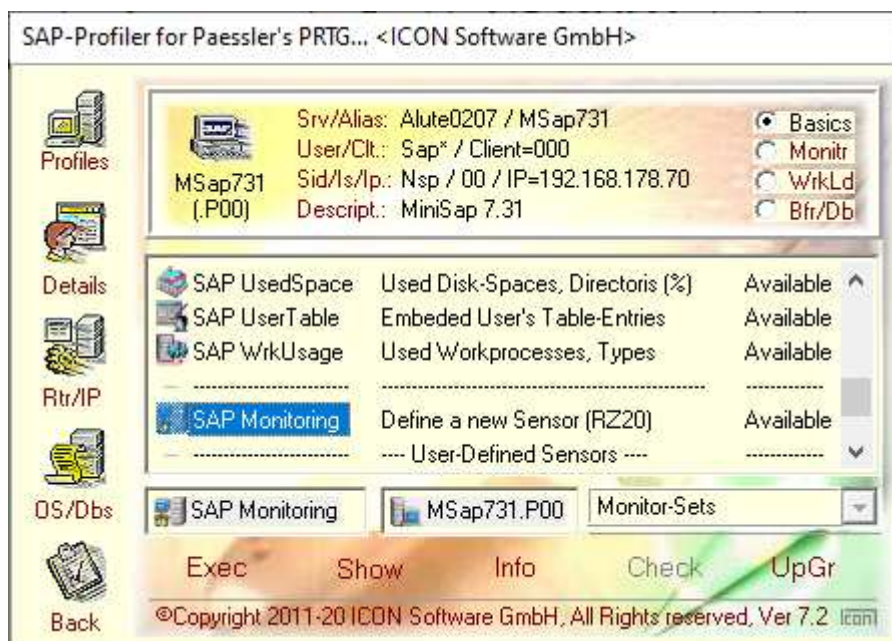 SAP-Profiler for Paessler's PRTG... <ICON Software GmbH>
Profiles
Details
Rtr/IP
OS/Dbs
Back
MSap731
(.P00)
Srv/Alias: Alute0207 / MSap731
User/Clt.: Sap* / Client=000
Sid/Is/Ip.: Nsp / 00 / IP=192.168.178.70
Descript.: MiniSap 7.31
Basics
Monitr
WrkLd
Bfr/Db
SAP UsedSpace Used Disk-Spaces, Directoris (%) Available
SAP UserTable Embeded User's Table-Entries Available
SAP WrkUsage Used Workprocesses, Types Available
SAP Monitoring Define a new Sensor (RZ20) Available
---- User-Defined Sensors ----
SAP Monitoring MSap731.P00 Monitor-Sets
Exec Show Info Check UpGr
©Copyright 2011-20 ICON Software GmbH, All Rights reserved, Ver 7.2 Icon